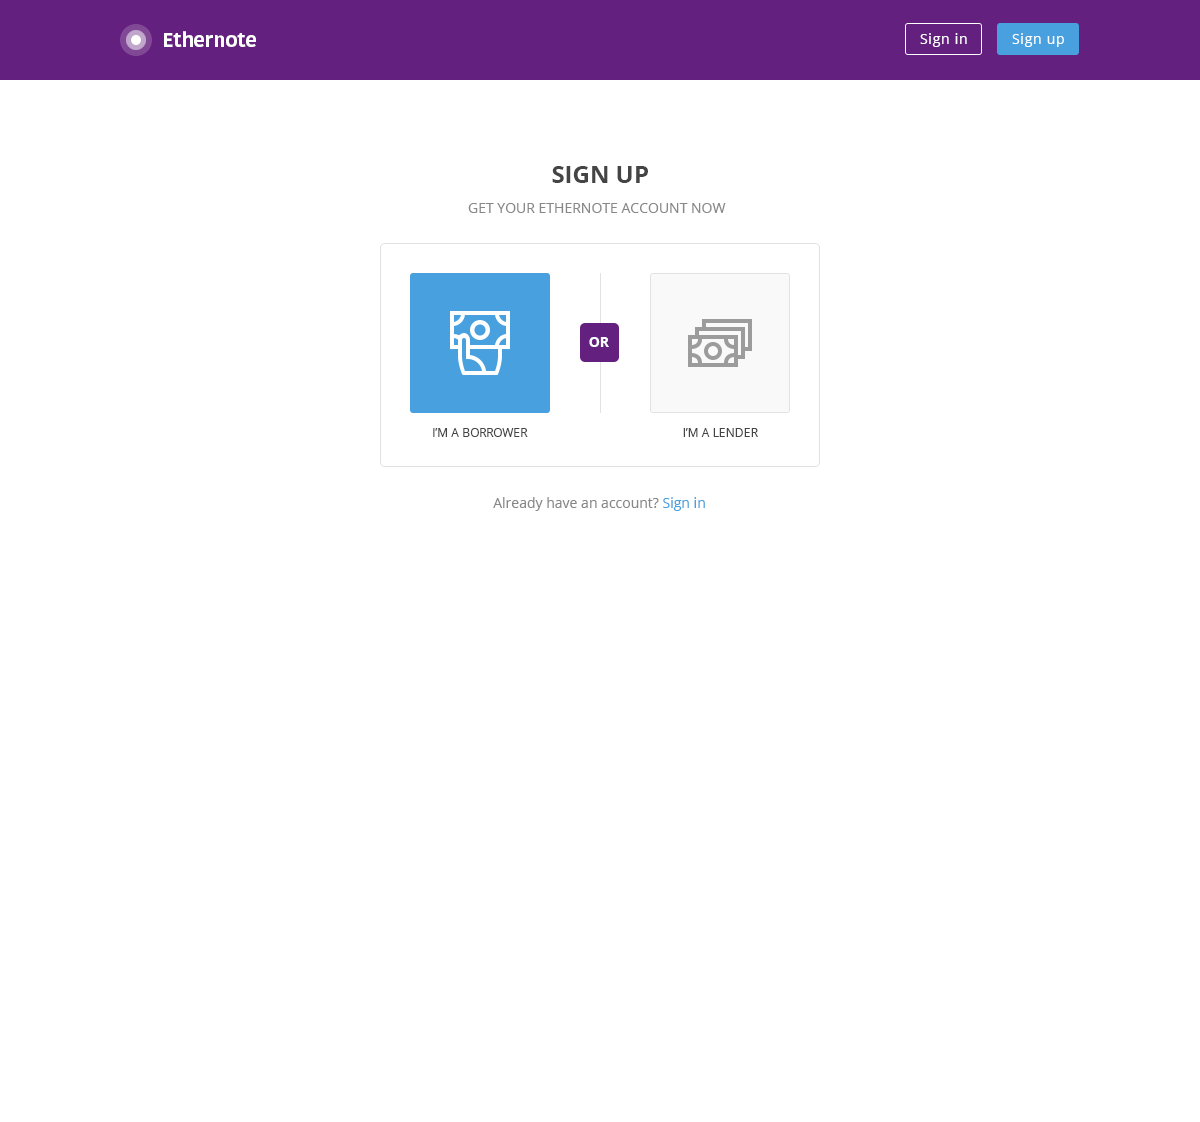 Ethernote
Sign in
Sign up
SIGN UP
GET YOUR ETHERNOTE ACCOUNT NOW
OR
I'M A BORROWER
I'M A LENDER
Already have an account? Sign in